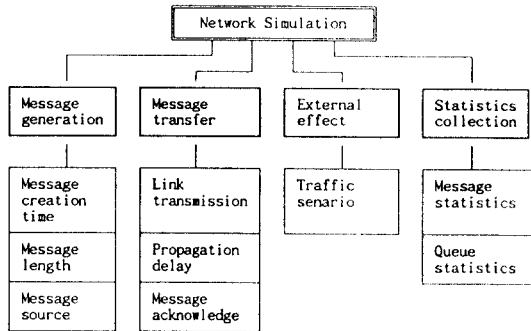 Network Simulation
Message
generation
Message
transfer
External
effect
Statistics
collection
Message
creation
time
Message
length
Message
source
Link
transmission
Propagation
delay
Message
acknowledge
Traffic
senario
Message
statistics
Queue
statistics